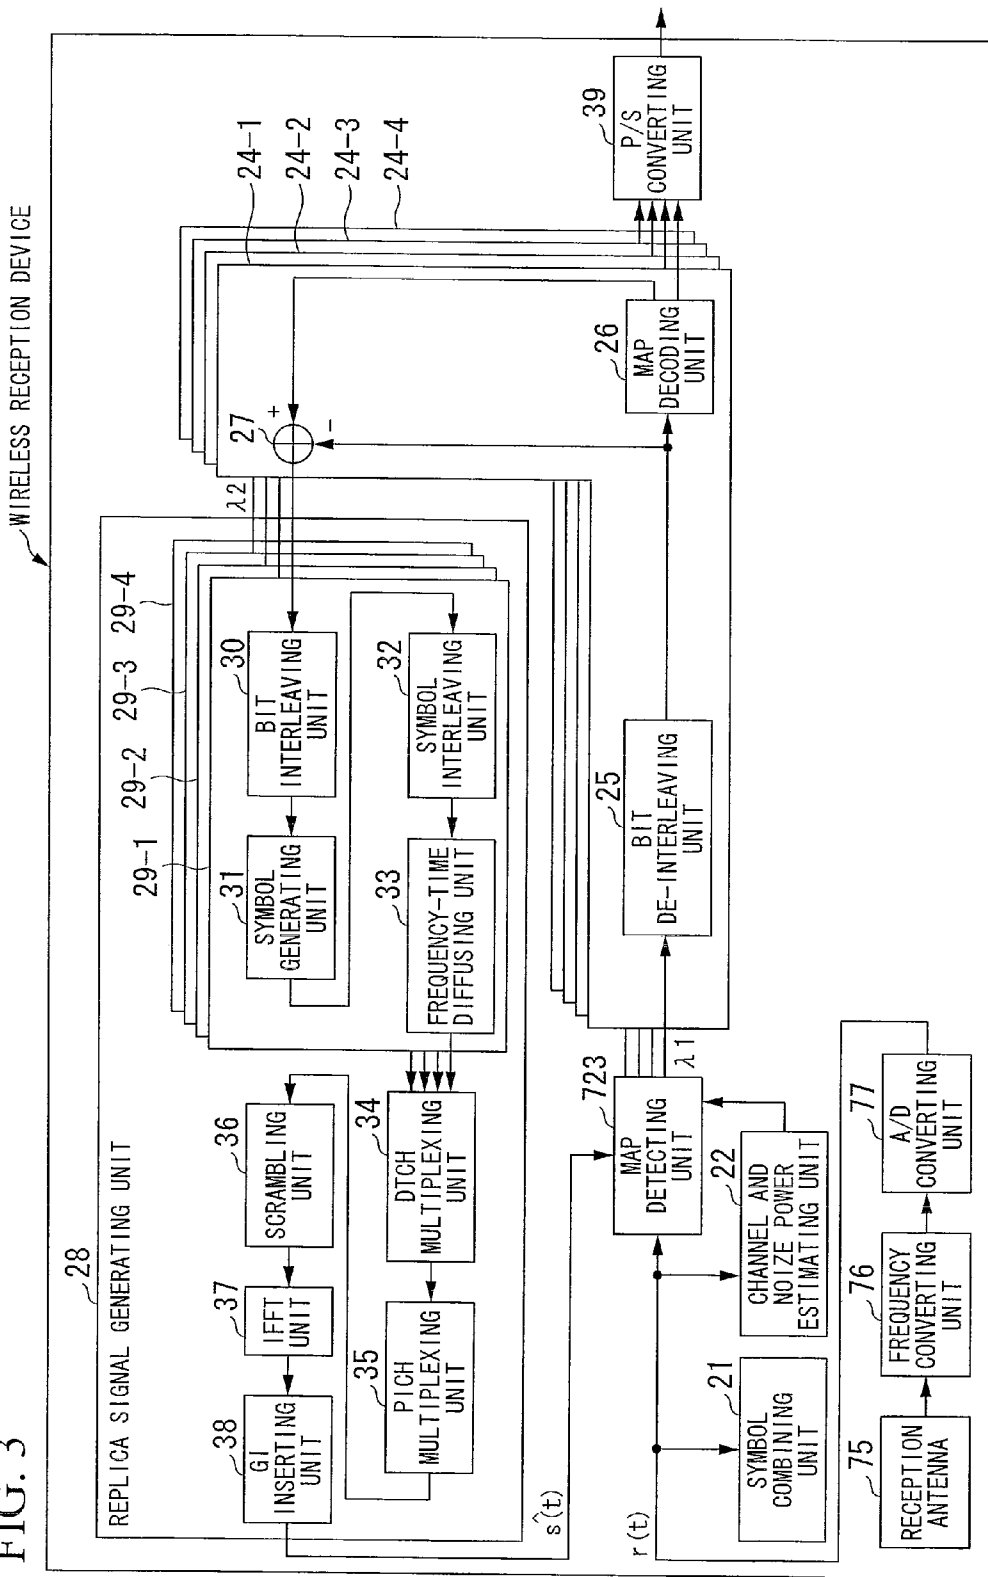 FIG. 3
WIRELESS RECEPTION DEVICE
28
REPLICA SIGNAL GENERATING UNIT
29-1
29-2
29-3
29-4
24-1
24-2
24-3
24-4
38
GI
INSERTING
UNIT
37
IFFT
UNIT
36
SCRAMBLING
UNIT
31
SYMBOL
GENERATING
UNIT
30
BIT
INTERLEAVING
UNIT
λ2
27
+
-
35
PICH
MULTIPLEXING
UNIT
34
DTCH
MULTIPLEXING
UNIT
33
FREQUENCY-TIME
DIFFUSING UNIT
32
SYMBOL
INTERLEAVING
UNIT
ŝ(t)
r(t)
723
MAP
DETECTING
UNIT
λ1
25
BIT
DE-INTERLEAVING
UNIT
26
MAP
DECODING
UNIT
39
P/S
CONVERTING
UNIT
21
SYMBOL
COMBINING
UNIT
22
CHANNEL AND
NOIZE POWER
ESTIMATING UNIT
75
RECEPTION
ANTENNA
76
FREQUENCY
CONVERTING
UNIT
77
A/D
CONVERTING
UNIT